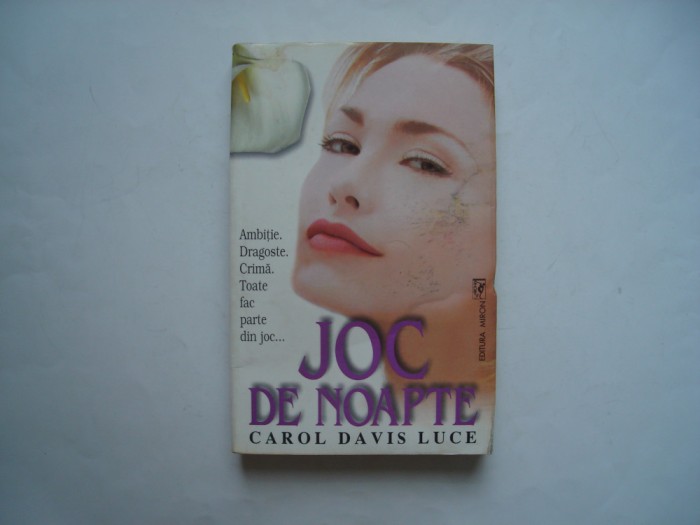 Ambiție.
Dragoste.
Crimă.
Toate
fac
parte
din joc...
EDITURA MIRON
JOC
DE NOAPTE
CAROL DAVIS LUCE